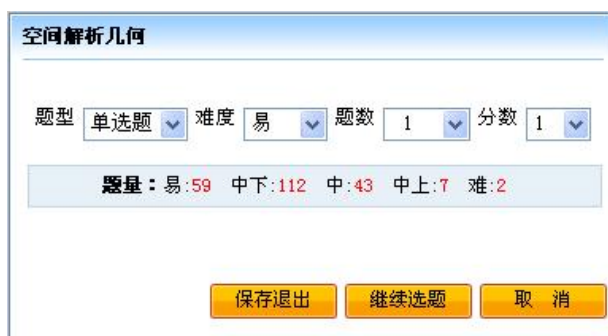 空间解析几何
题型 单选题 难度 易 题数 1 分数 1
题量：易:59 中下:112 中:43 中上:7 难:2
保存退出 继续选题 取 消